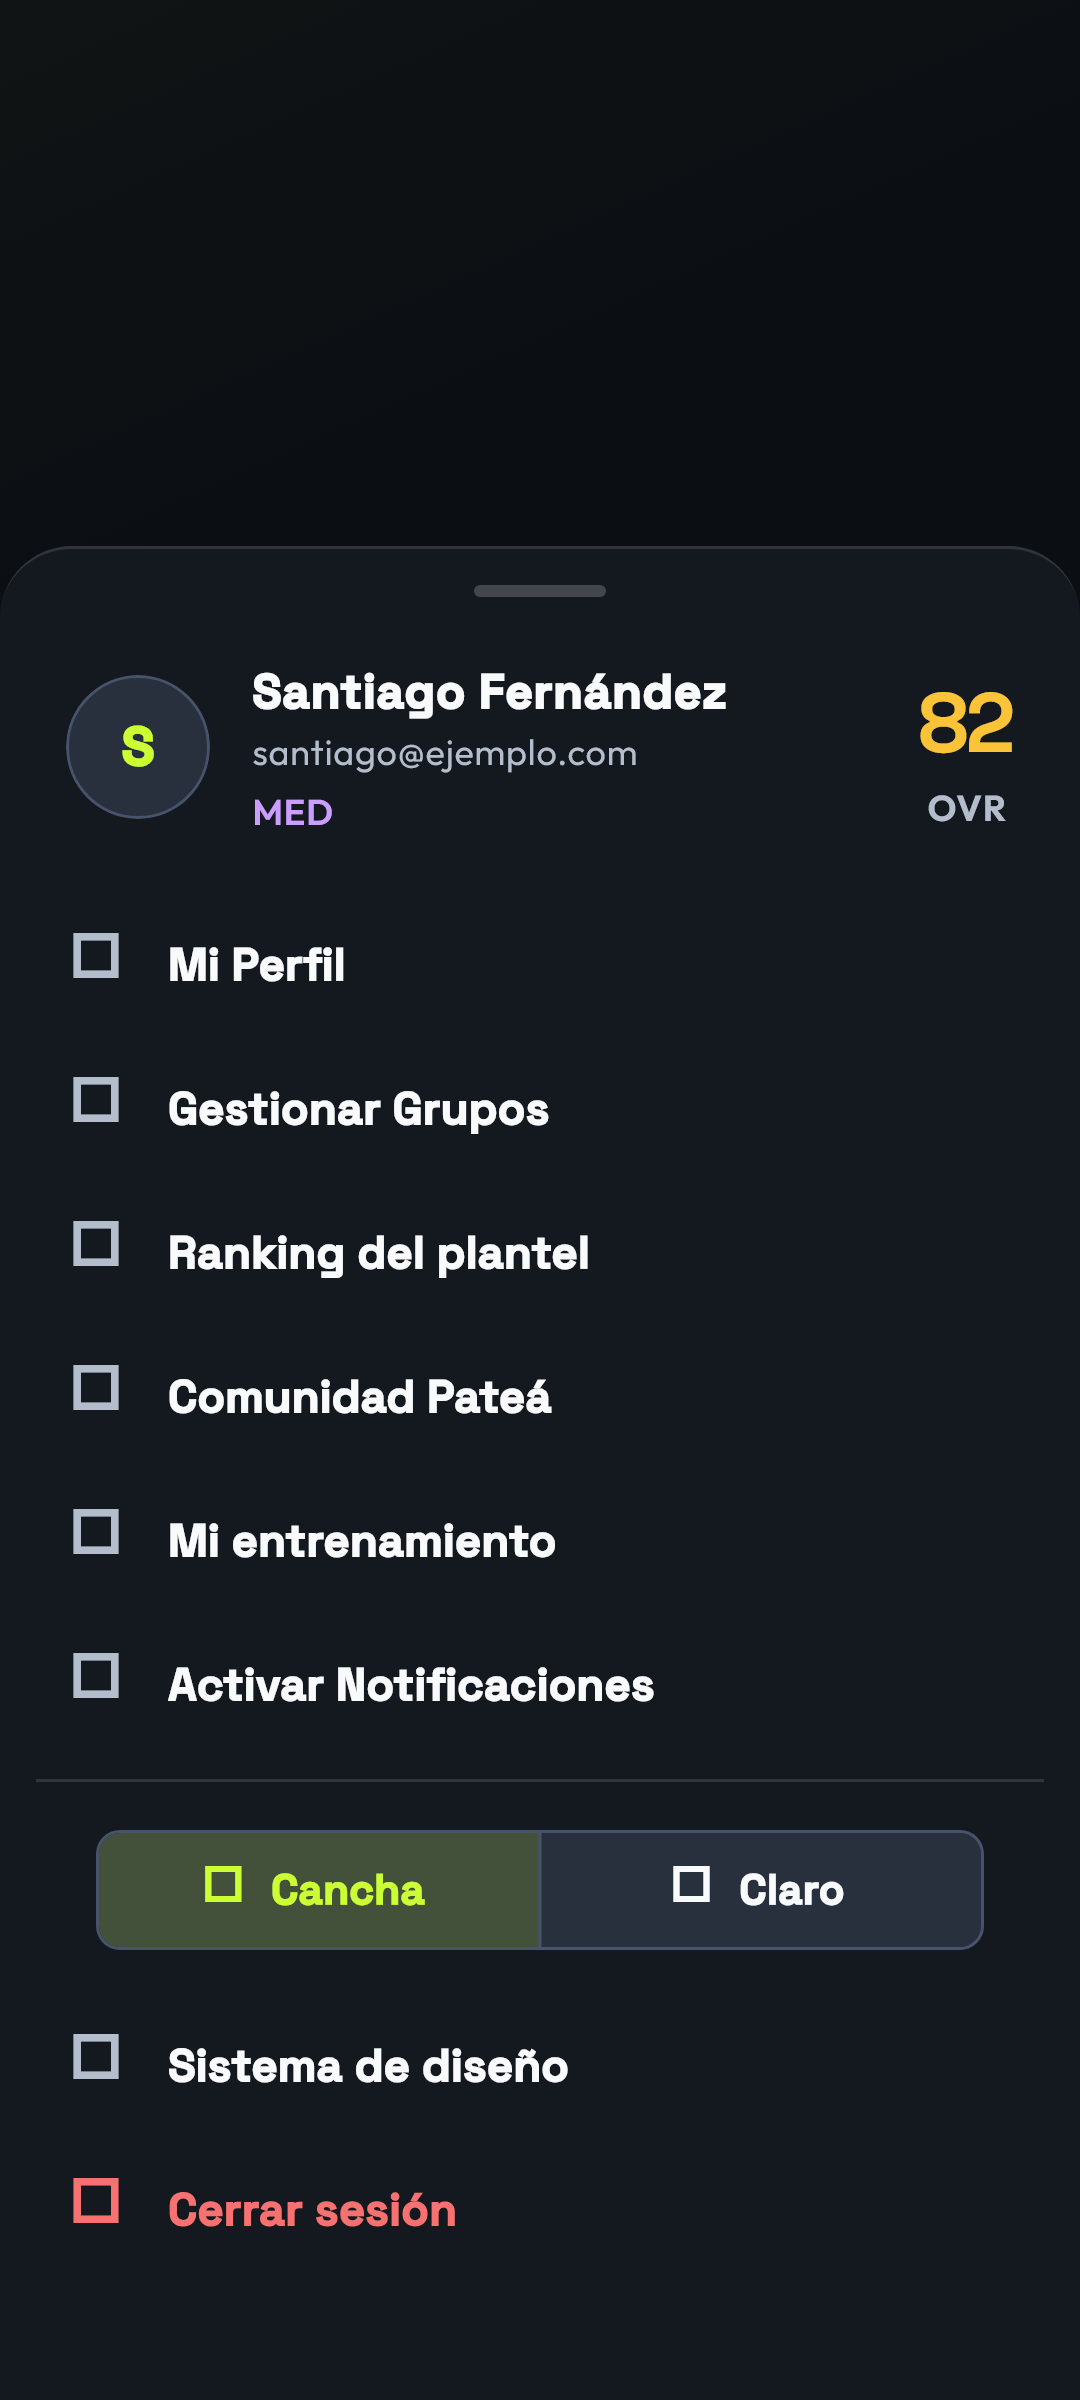 S
Santiago Fernández
santiago@ejemplo.com
MED
82
OVR
Mi Perfil
Gestionar Grupos
Ranking del plantel
Comunidad Pateá
Mi entrenamiento
Activar Notificaciones
Cancha
Claro
Sistema de diseño
Cerrar sesión